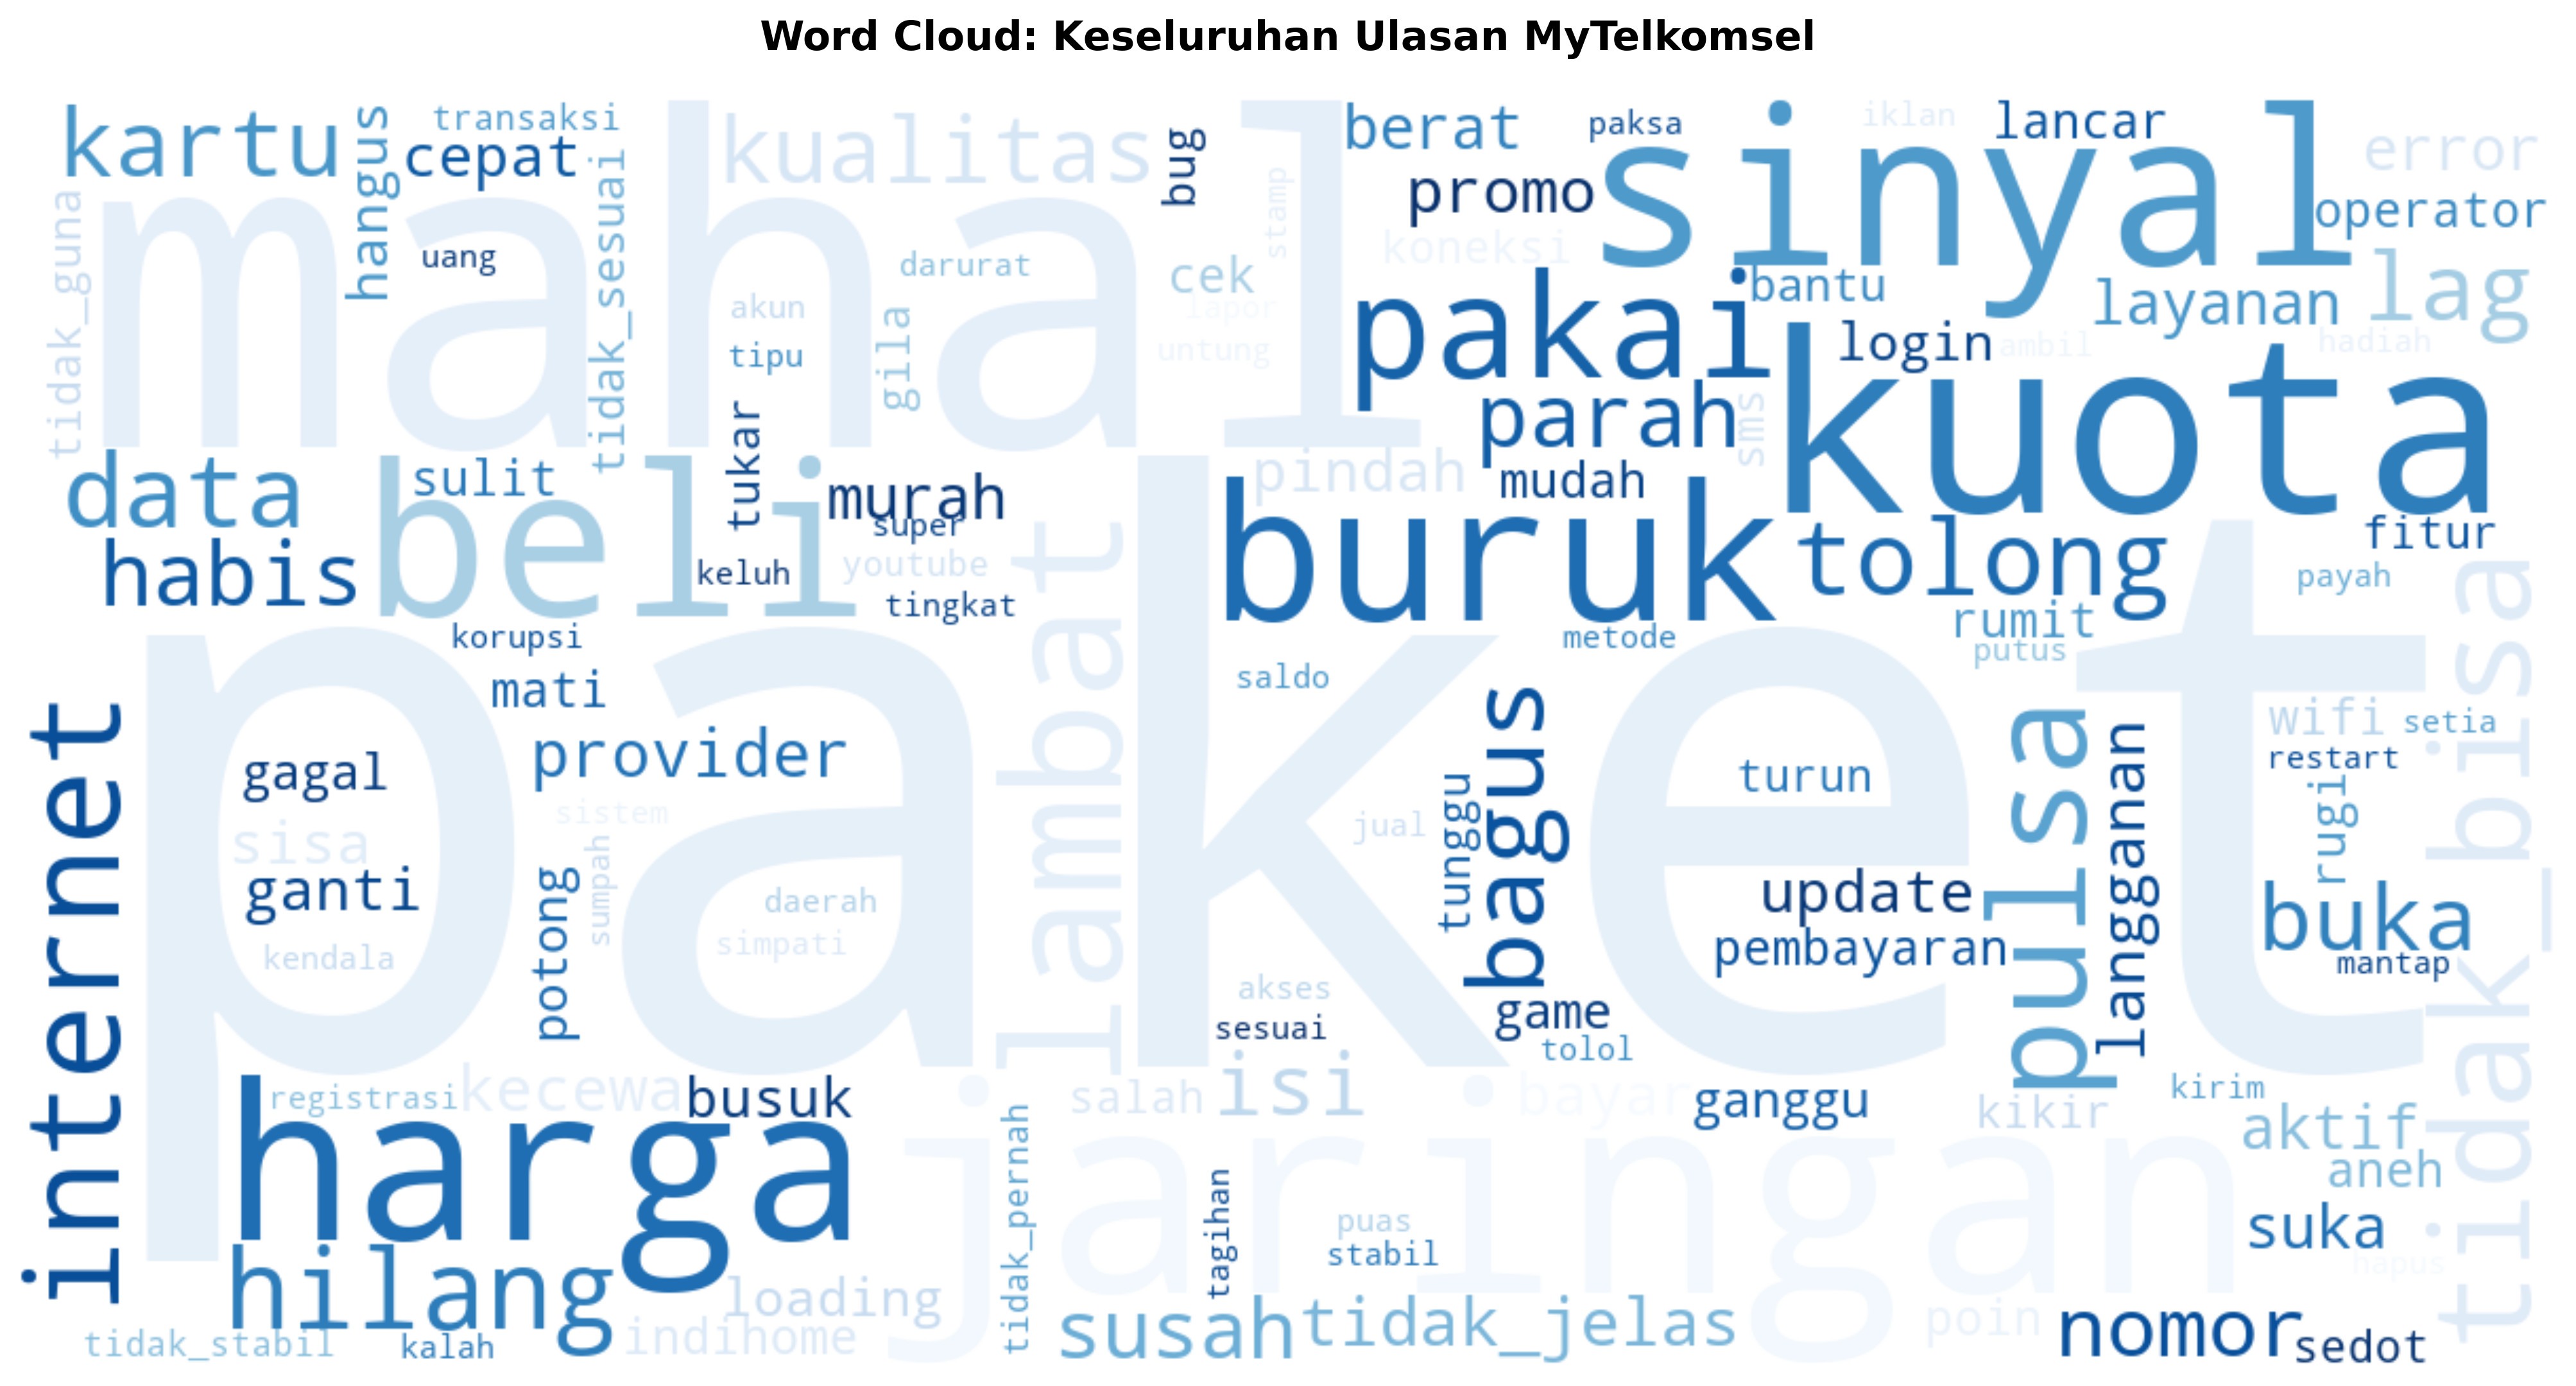 Word Cloud: Keseluruhan Ulasan MyTelkomsel
kartu
hangus
transaksi
cepat
tidak_sesuai
kualitas
bug
stamp
berat
paksa
iklan
lancar
error
promo
sinyal
operator
tidak_guna
mahal
uang
darurat
cek
koneksi
akun
gila
lapor
tipu
untung
pakai
bantu
layanan
lag
login
ambil
hadiah
parah
sms
kuota
data
sulit
beli
tukar
murah
super
pindah
mudah
habis
keluh
youtube
tingkat
lambat
buruk
tolong
fitur
payah
korupsi
metode
rumit
putus
mati
saldo
tidak_bisa
internet
paket
provider
gagal
sisa
ganti
kendala
sistem
sumpah
potong
daerah
simpati
jual
tunggu
bagus
turun
pulsa
langganan
wifi
setia
restart
rugi
update
pembayaran
buka
mantap
akses
sesuai
game
tolol
registrasi
kecewa
busuk
salah
isi
bayar
ganggu
kikir
kirim
aktif
aneh
harga
jaringan
tidak_pernah
tagihan
puas
stabil
suka
hapus
hilang
loading
indihome
tidak_stabil
kalah
susah
tidak_jelas
poin
nomor
sedot